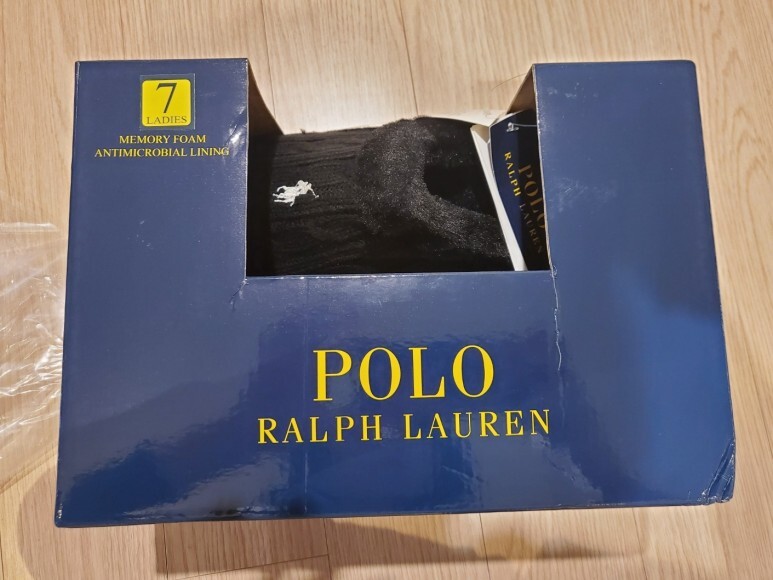 7
LADIES
MEMORY FOAM
ANTIMICROBIAL LINING
POLO
RALPH LAUREN
POLO
RALPH LAUREN